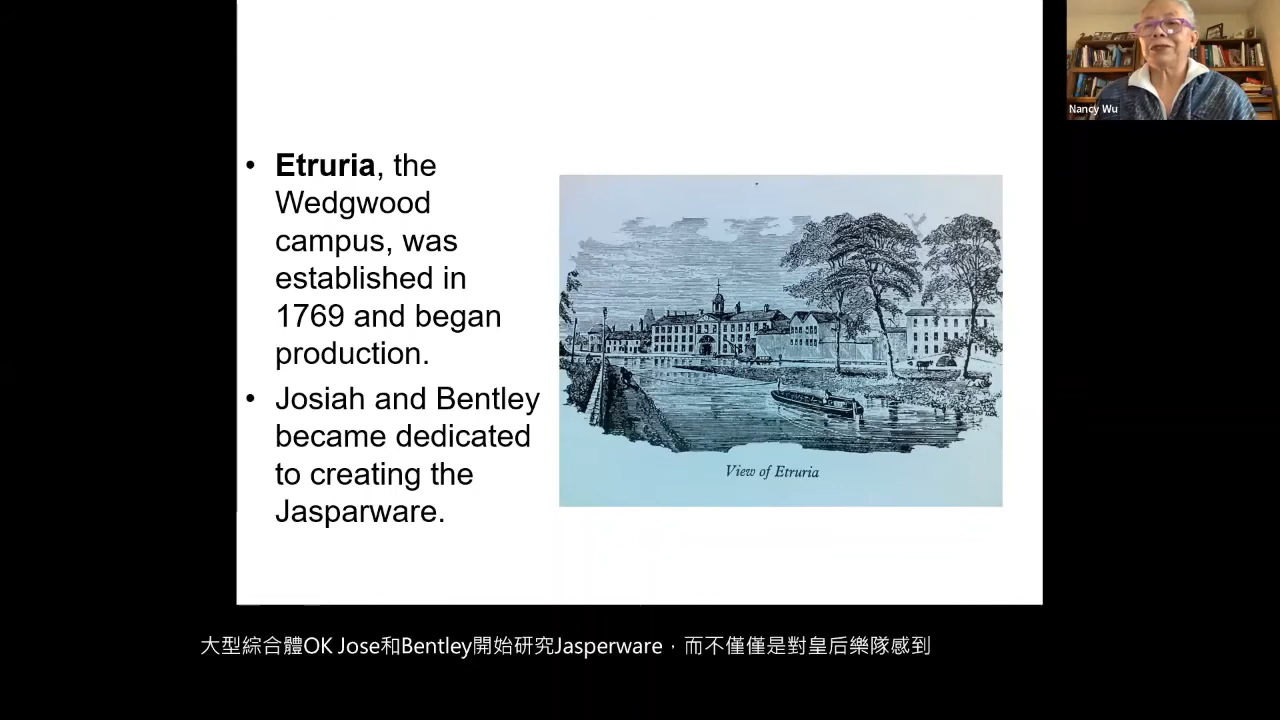 Nancy Wu
• Etruria, the
Wedgwood
campus, was
established in
1769 and began
production.
• Josiah and Bentley
became dedicated
to creating the
Jasparware.
View of Etruria
大型綜合體OK Jose和Bentley開始研究Jasperware，而不僅僅是對皇后樂隊感到